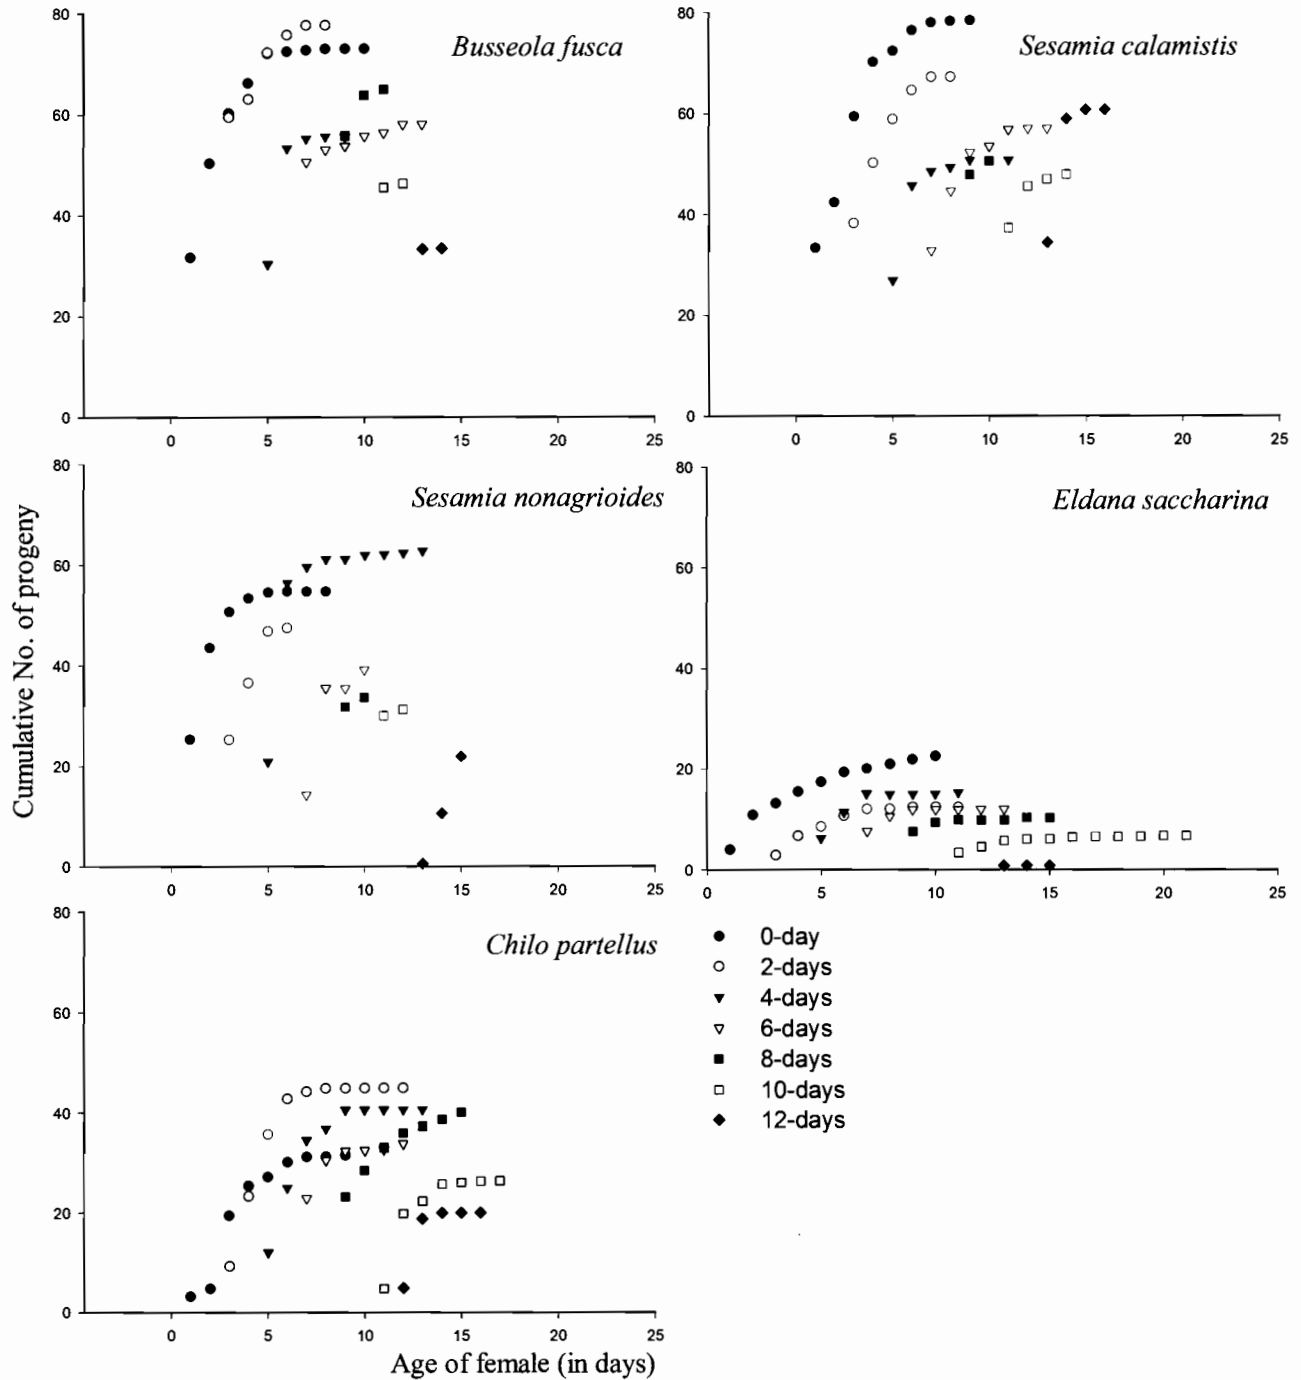 Busseola fusca
80
60
40
20
0
0 5 10 15 20 25
Sesamia calamistis
80
60
40
20
0
0 5 10 15 20 25
Sesamia nonagrioides
80
60
40
20
0
0 5 10 15 20 25
Eldana saccharina
80
60
40
20
0
0 5 10 15 20 25
Chilo partellus
80
60
40
20
0
0 5 10 15 20 25
Cumulative No. of progeny
Age of female (in days)
0-day
2-days
4-days
6-days
8-days
10-days
12-days